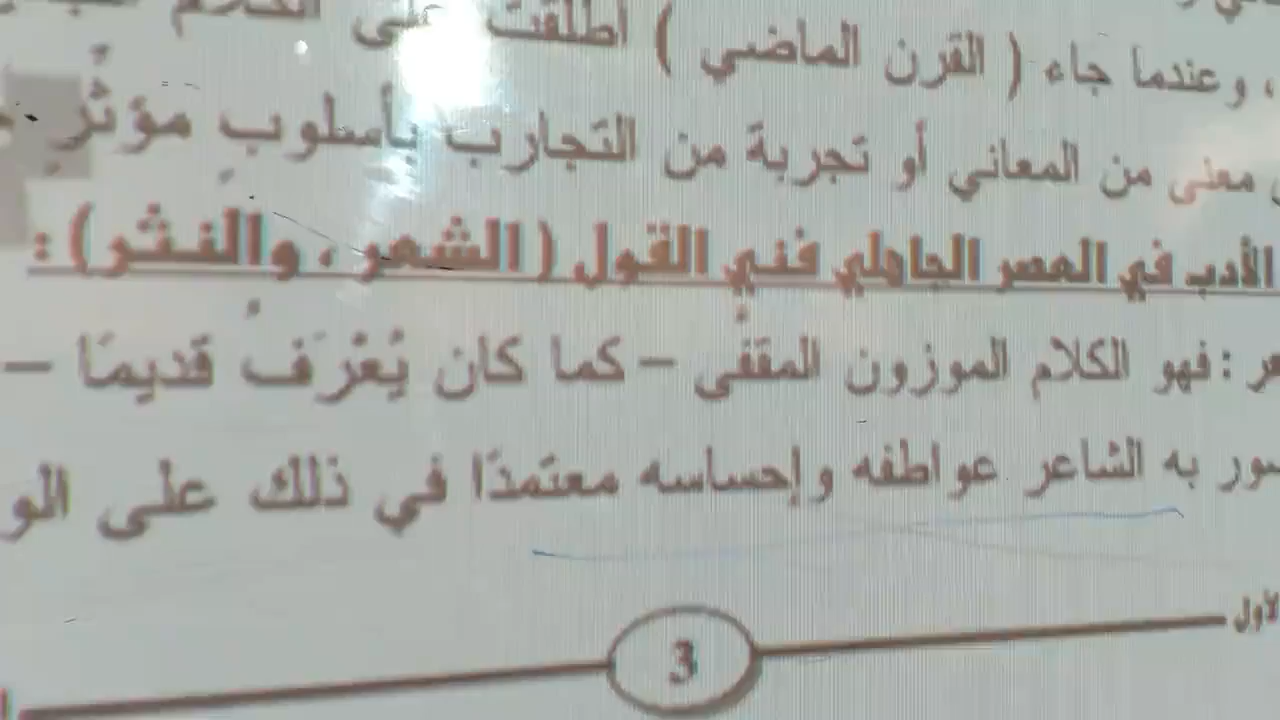 ، وعندما جاء ( القرن الماضي ) أطلقت على الكلام
معنى من المعاني أو تجربة من التجارب بأسلوبٍ مؤثرٍ
الأدب في العصر الجاهلي فني القول ( الشعر ، والنثر) :
: فهو الكلام الموزون المقفى – كما كان يُعْرَف قديمًا –
به الشاعر عواطفه وإحساسه معتمدًا في ذلك على الو
3